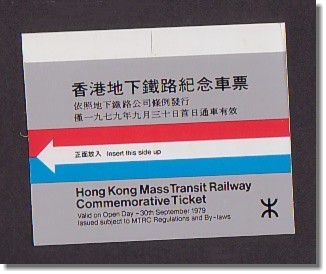 香港地下鐵路紀念車票
依照地下鐵路公司條例發行
僅一九七九年九月三十日首日通車有效
正面放入 Insert this side up
Hong Kong Mass Transit Railway
Commemorative Ticket
Valid on Open Day - 30th September 1979
Issued subject to MTRC Regulations and By-laws